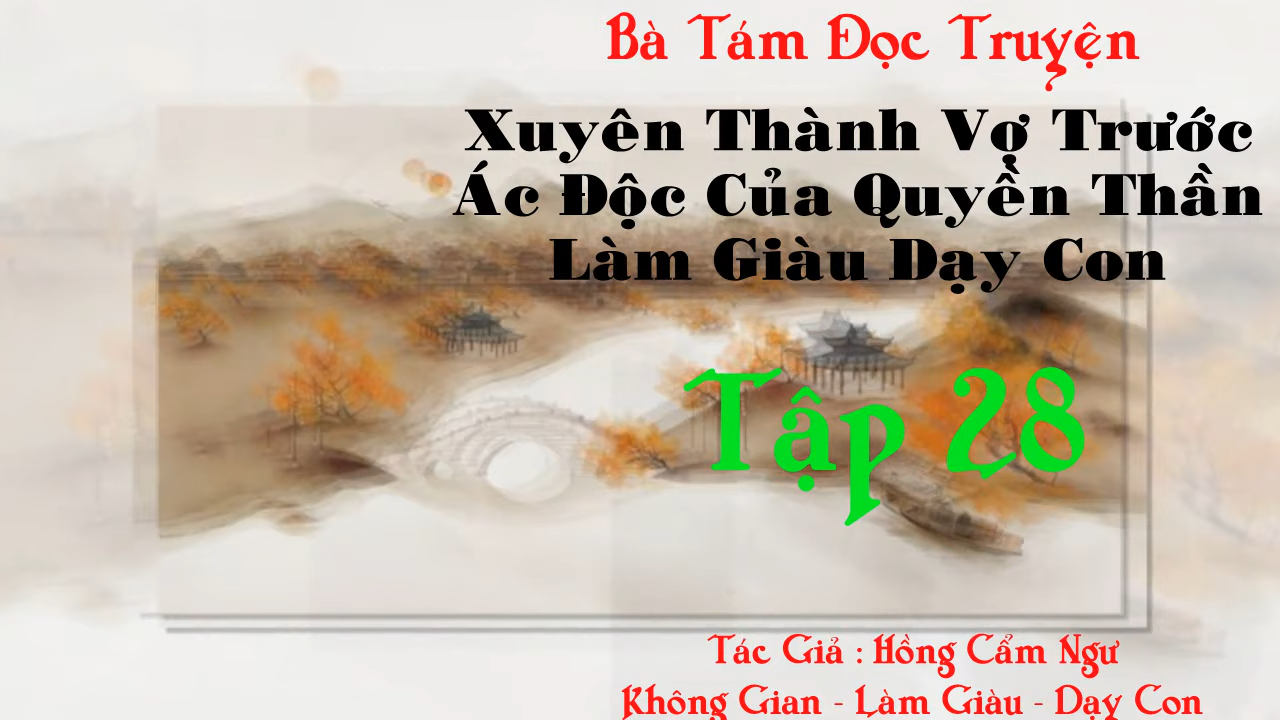 Bà Tám Đọc Truyện
Xuyên Thành Vợ Trước
Ác Độc Của Quyền Thần
Làm Giàu Dạy Con
Tập 28
Tác Giả : Hồng Cẩm Ngư
Không Gian - Làm Giàu - Dạy Con